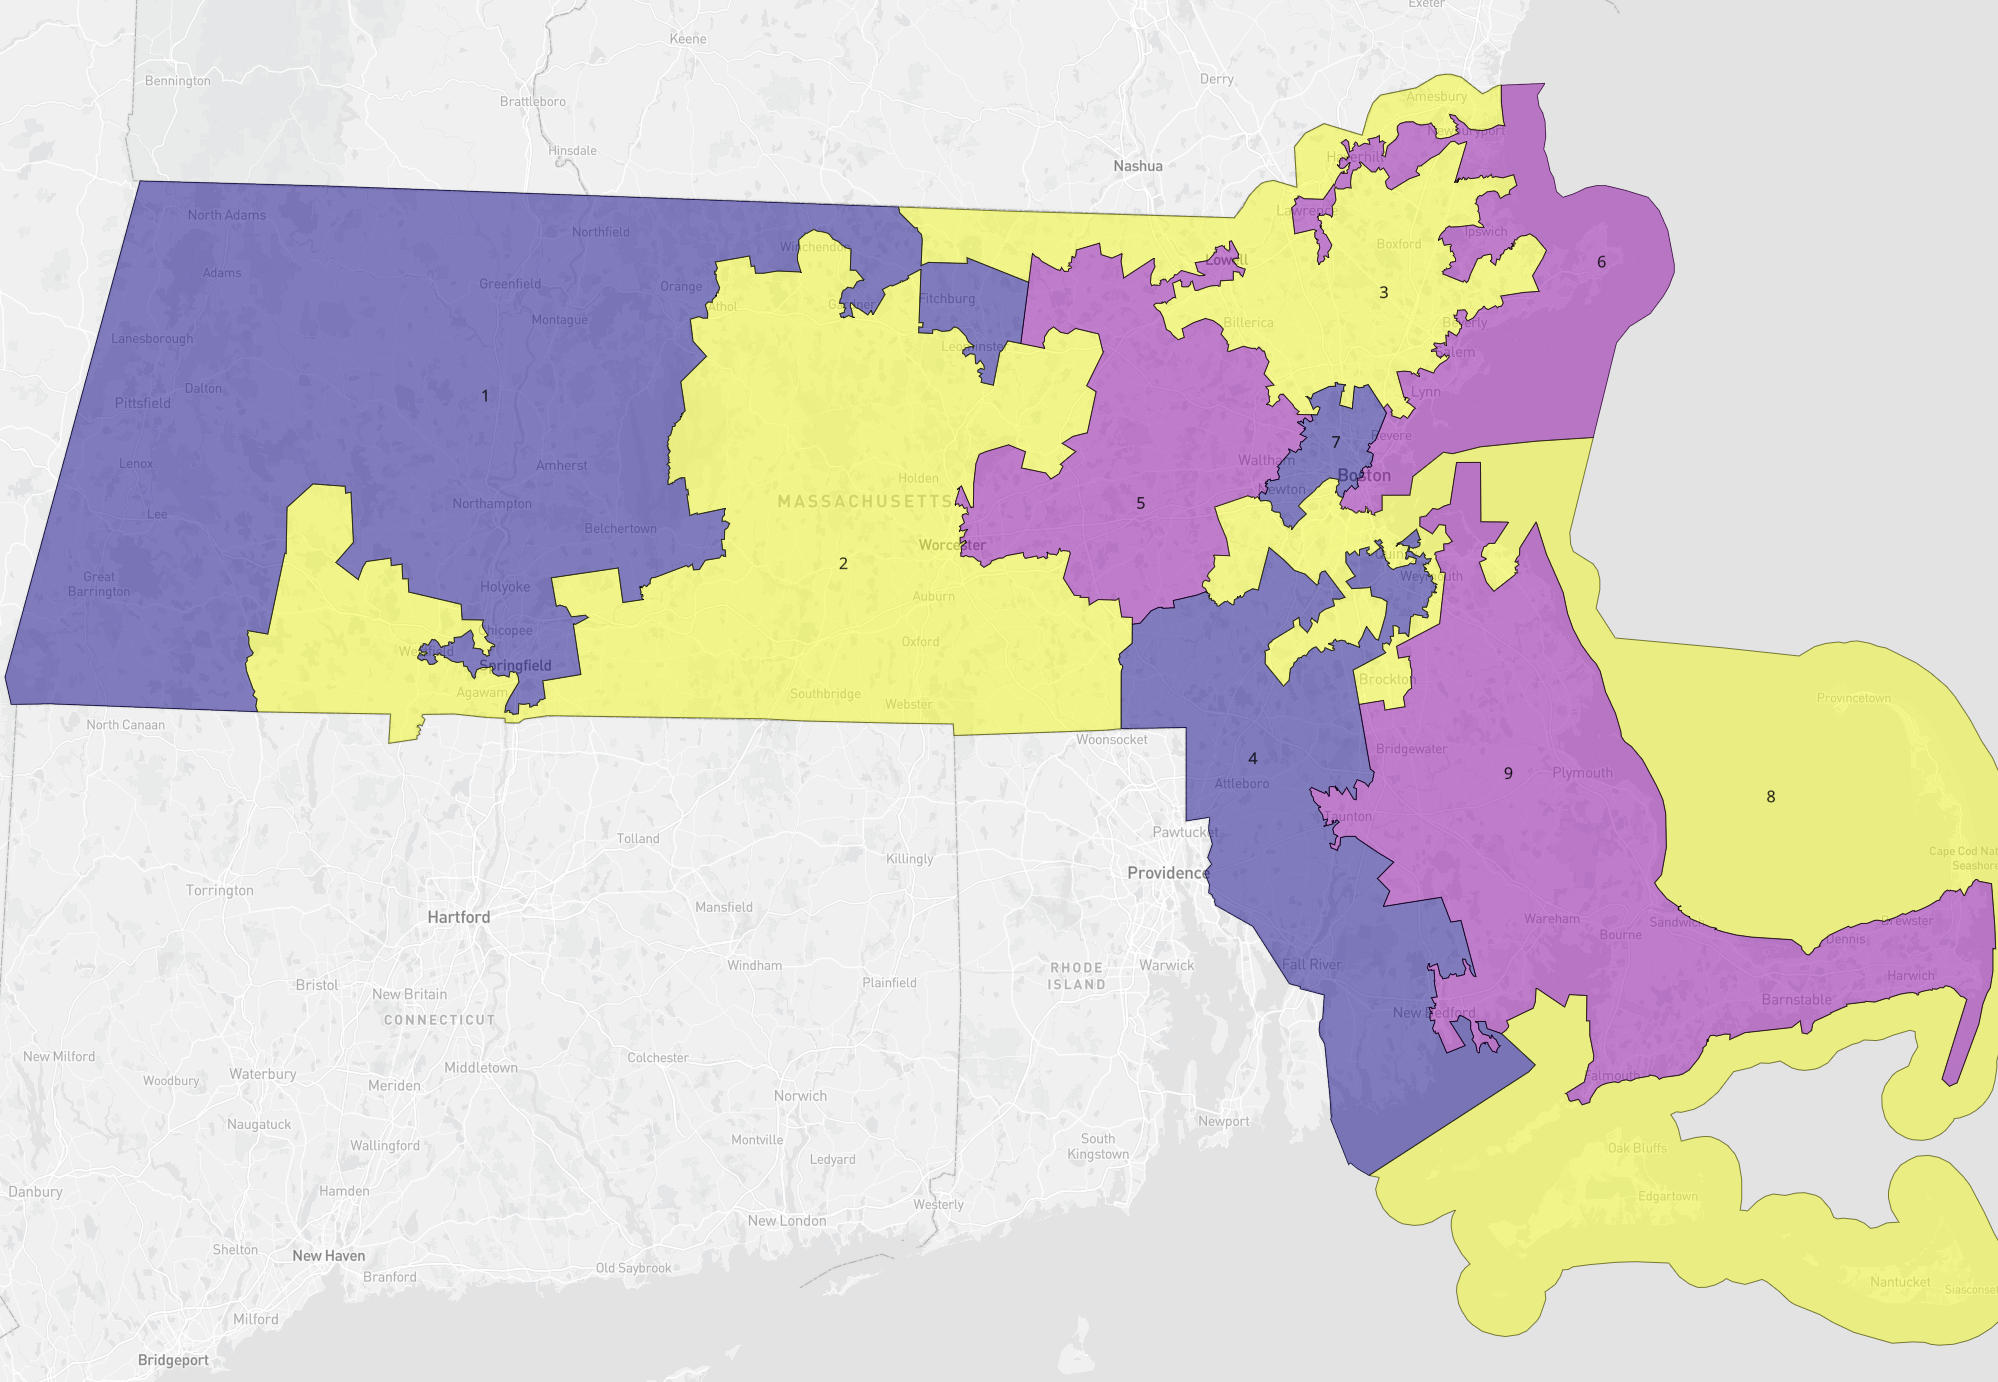 Exeter
Keene
Bennington
Derry
Brattleboro
Amesbury
Newburyport
Hinsdale
Haverhill
Nashua
North Adams
Lawrence
Northfield
Ipswich
Winchendon
Boxford
Lowell
6
Adams
Greenfield
Orange
3
Fitchburg
Gardner
Athol
Montague
Billerica
Beverly
Lanesborough
Leominster
Salem
Dalton
1
Lynn
Pittsfield
Revere
7
Lenox
Amherst
Waltham
Boston
Holden
Newton
MASSACHUSETTS
Northampton
5
Lee
Belchertown
Worcester
2
Great
Barrington
Weymouth
Holyoke
Auburn
Chicopee
Oxford
Westfield
Springfield
Brockton
Agawam
Southbridge
Webster
Provincetown
North Canaan
Woonsocket
Bridgewater
4
9
Plymouth
Attleboro
8
Taunton
Pawtucket
Tolland
Killingly
Cape Cod Nat
Seashore
Providence
Torrington
Mansfield
Hartford
Wareham
Sandwich
Brewster
Bourne
Dennis
Windham
RHODE
ISLAND
Warwick
Fall River
Harwich
Bristol
Plainfield
New Britain
Barnstable
CONNECTICUT
New Bedford
New Milford
Colchester
Middletown
Waterbury
Falmouth
Woodbury
Meriden
Norwich
Naugatuck
Newport
Wallingford
Montville
South
Kingstown
Oak Bluffs
Ledyard
Danbury
Hamden
Edgartown
Westerly
New London
Shelton
New Haven
Old Saybrook
Branford
Nantucket
Siasconset
Milford
Bridgeport